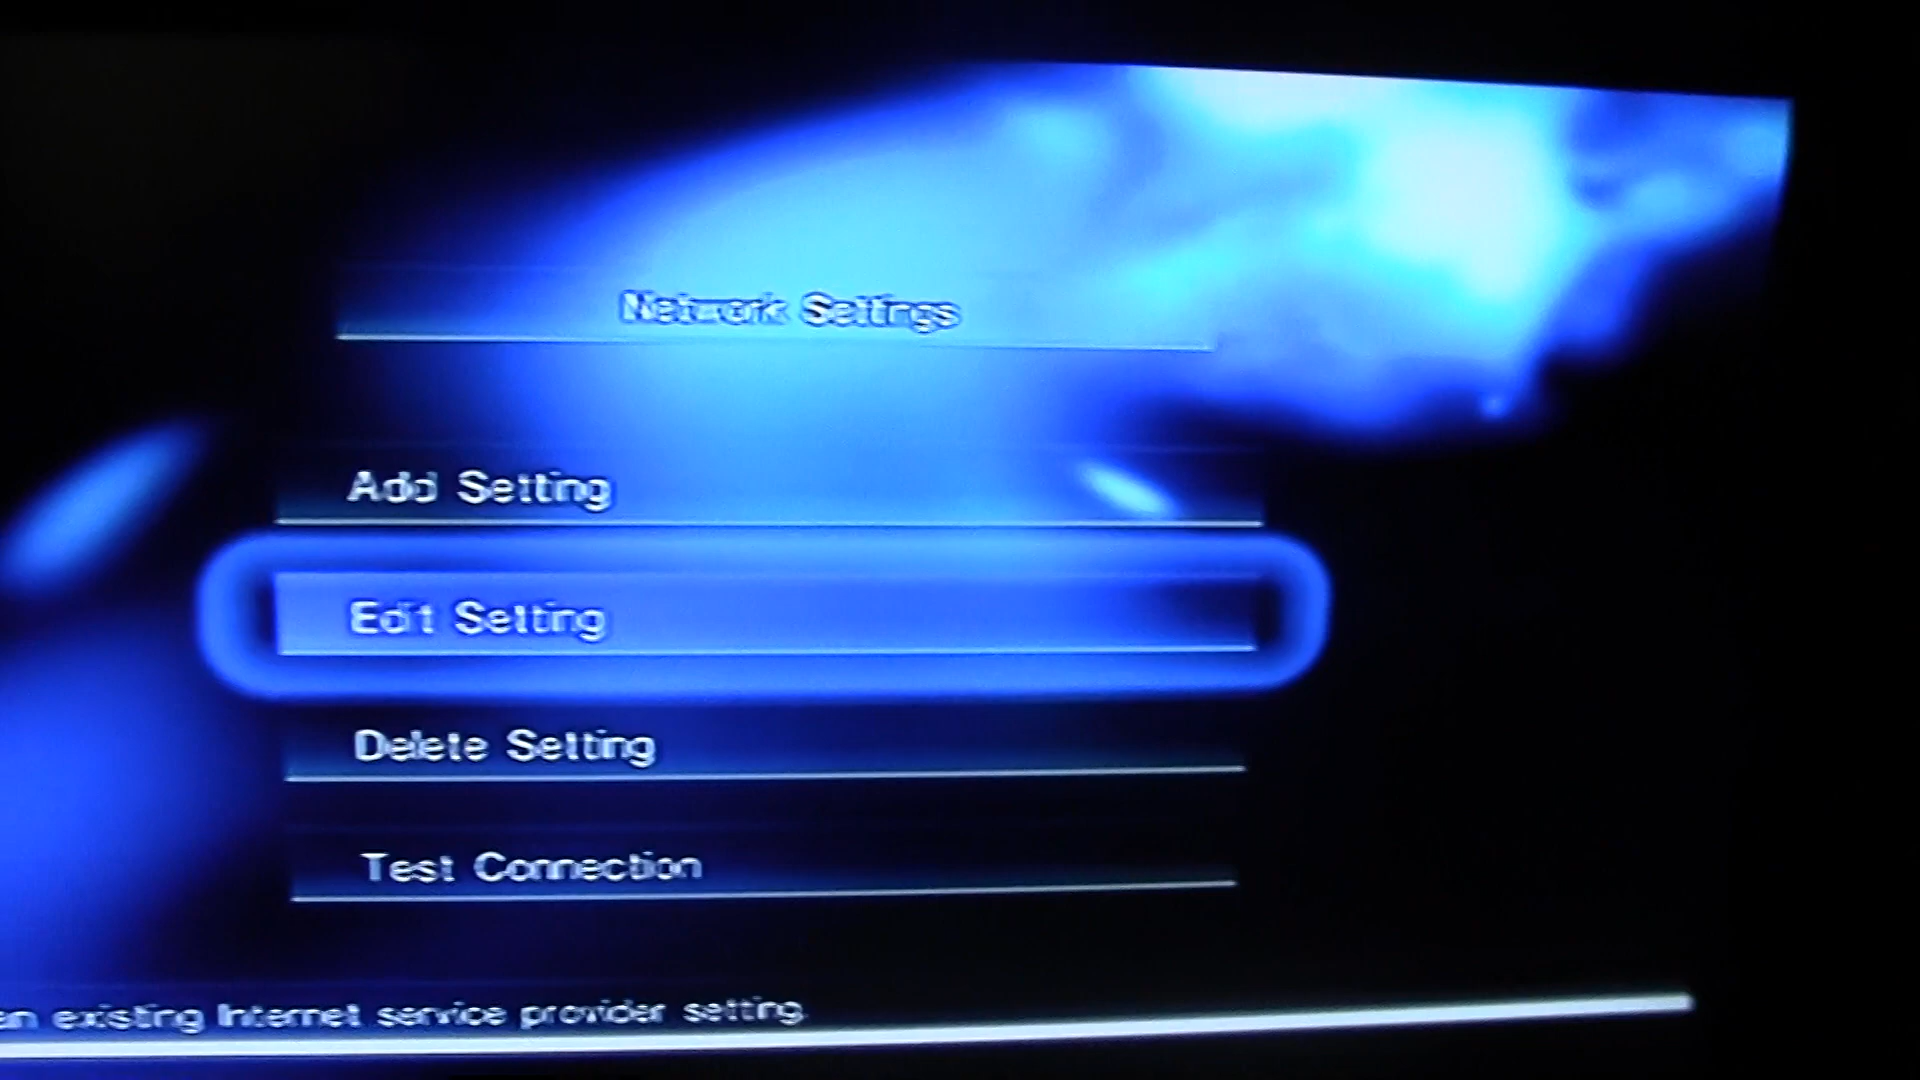 Network Settings
Add Setting
Edit Setting
Delete Setting
Test Connection
an existing Internet service provider setting.